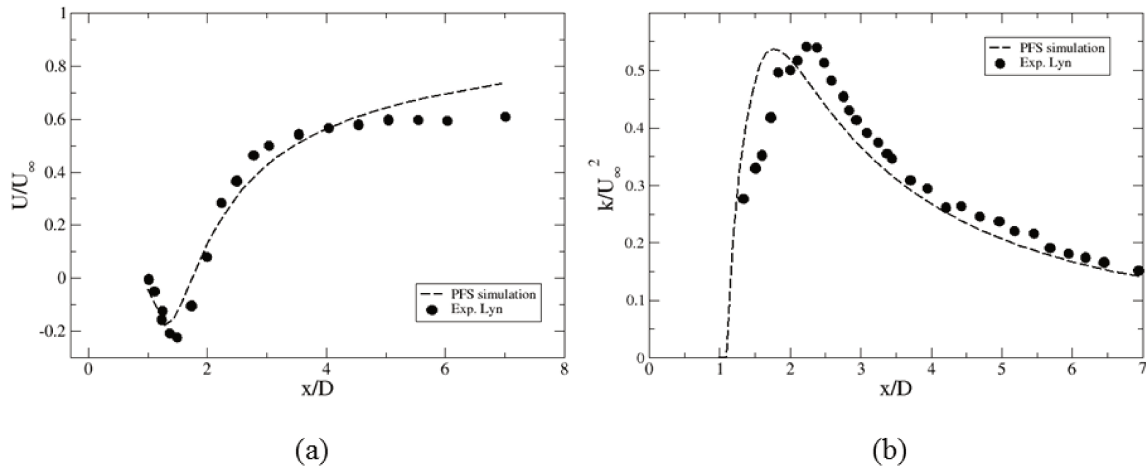 1
0.8
0.6
0.4
0.2
0
-0.2
U/U∞
0 2 4 6 8
x/D
PFS simulation
Exp. Lyn
(a)
0.5
0.4
0.3
0.2
0.1
0
k/U∞²
0 1 2 3 4 5 6 7
x/D
PFS simulation
Exp. Lyn
(b)